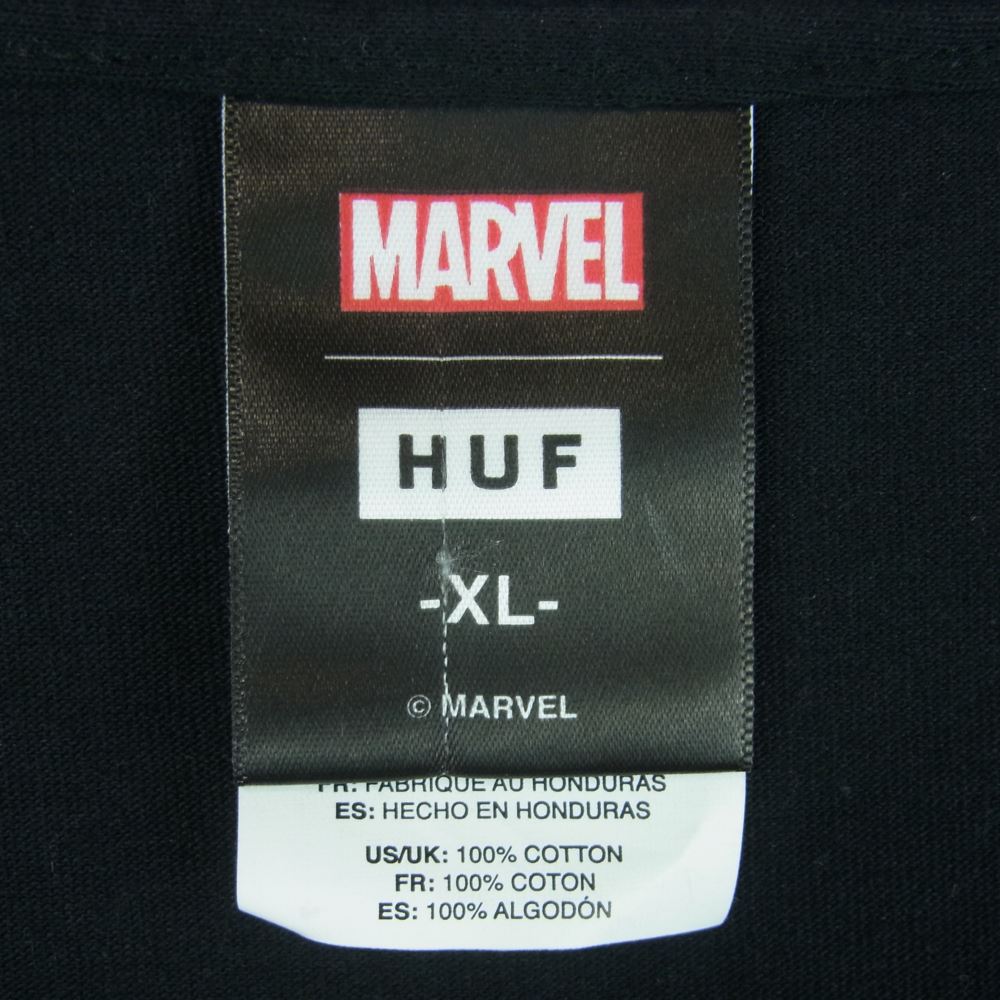 MARVEL
HUF
-XL-
© MARVEL
FR: FABRIQUE AU HONDURAS
ES: HECHO EN HONDURAS
US/UK: 100% COTTON
FR: 100% COTON
ES: 100% ALGODÓN